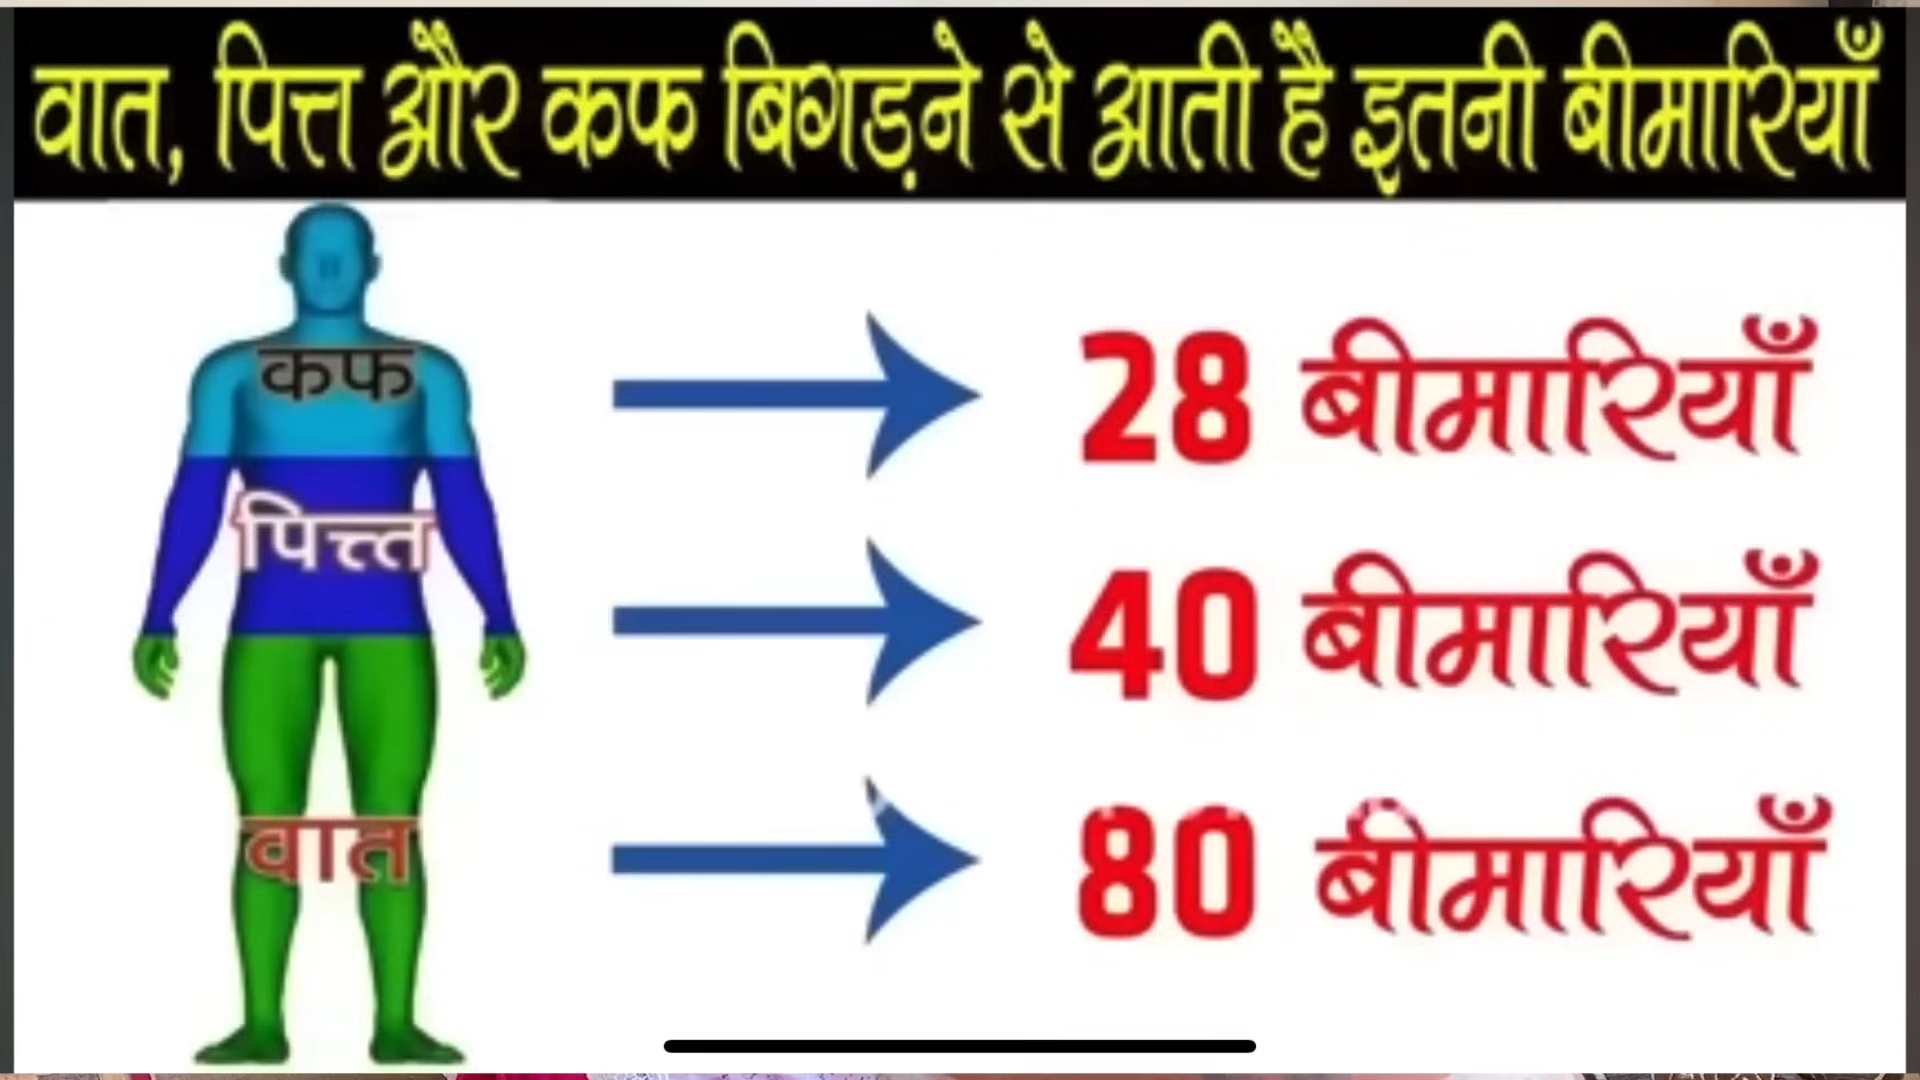 वात, पित्त और कफ बिगड़ने से आती है इतनी बीमारियाँ
कफ
28 बीमारियाँ
पित्त्त
40 बीमारियाँ
वात
80 बीमारियाँ